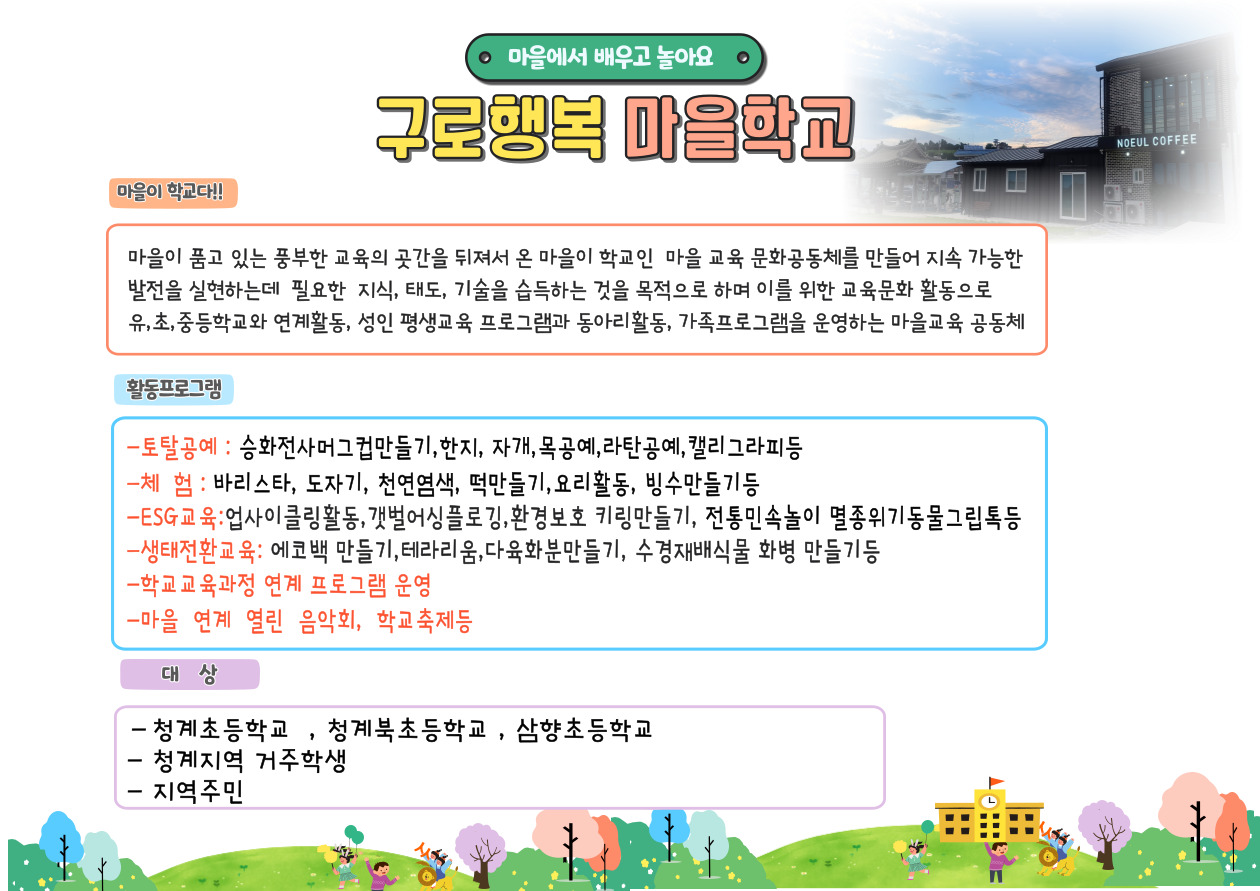 마을에서 배우고 놀아요
구로행복 마을학교
NOEUL COFFEE
마을이 학교다!!
마을이 품고 있는 풍부한 교육의 곳간을 뒤져서 온 마을이 학교인 마을 교육 문화공동체를 만들어 지속 가능한
발전을 실현하는데 필요한 지식, 태도, 기술을 습득하는 것을 목적으로 하며 이를 위한 교육문화 활동으로
유,초,중등학교와 연계활동, 성인 평생교육 프로그램과 동아리활동, 가족프로그램을 운영하는 마을교육 공동체
활동프로그램
-토탈공예 : 승화전사머그컵만들기,한지, 자개,목공예,라탄공예,캘리그라피등
-체 험 : 바리스타, 도자기, 천연염색, 떡만들기,요리활동, 빙수만들기등
-ESG교육:업사이클링활동,갯벌어싱플로깅,환경보호 키링만들기, 전통민속놀이 멸종위기동물그립톡등
-생태전환교육: 에코백 만들기,테라리움,다육화분만들기, 수경재배식물 화병 만들기등
-학교교육과정 연계 프로그램 운영
-마을 연계 열린 음악회, 학교축제등
대 상
- 청계초등학교 , 청계북초등학교 , 삼향초등학교
- 청계지역 거주학생
- 지역주민